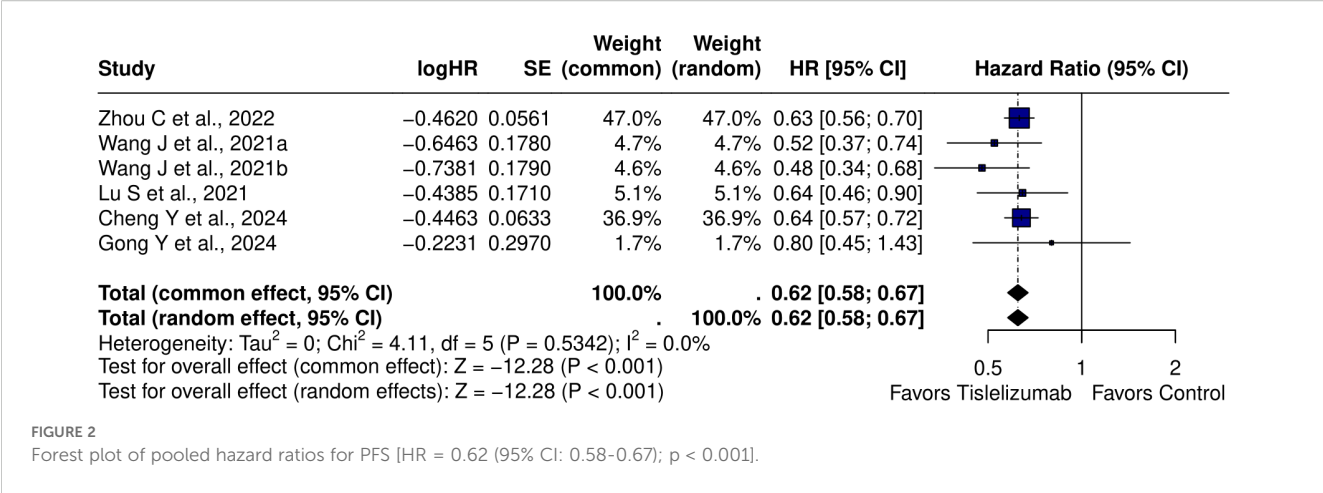 Weight Weight
Study logHR SE (common) (random) HR [95% CI] Hazard Ratio (95% CI)
Zhou C et al., 2022 −0.4620 0.0561 47.0% 47.0% 0.63 [0.56; 0.70]
Wang J et al., 2021a −0.6463 0.1780 4.7% 4.7% 0.52 [0.37; 0.74]
Wang J et al., 2021b −0.7381 0.1790 4.6% 4.6% 0.48 [0.34; 0.68]
Lu S et al., 2021 −0.4385 0.1710 5.1% 5.1% 0.64 [0.46; 0.90]
Cheng Y et al., 2024 −0.4463 0.0633 36.9% 36.9% 0.64 [0.57; 0.72]
Gong Y et al., 2024 −0.2231 0.2970 1.7% 1.7% 0.80 [0.45; 1.43]
Total (common effect, 95% CI) 100.0% . 0.62 [0.58; 0.67]
Total (random effect, 95% CI) . 100.0% 0.62 [0.58; 0.67]
Heterogeneity: Tau² = 0; Chi² = 4.11, df = 5 (P = 0.5342); I² = 0.0%
Test for overall effect (common effect): Z = −12.28 (P < 0.001)
Test for overall effect (random effects): Z = −12.28 (P < 0.001)
0.5 1 2
Favors Tislelizumab Favors Control
FIGURE 2
Forest plot of pooled hazard ratios for PFS [HR = 0.62 (95% CI: 0.58-0.67); p < 0.001].